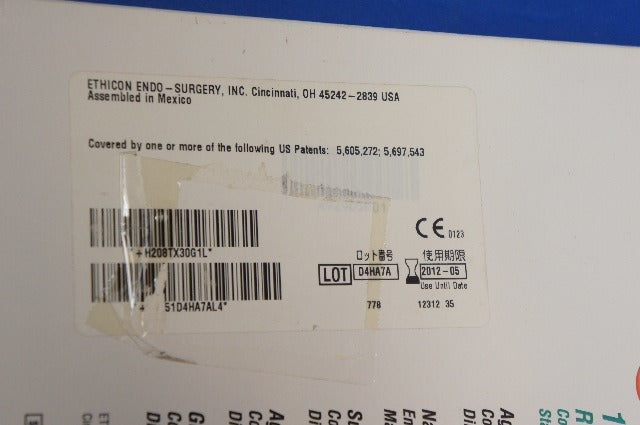 ETHICON ENDO-SURGERY, INC. Cincinnati, OH 45242-2839 USA
Assembled in Mexico
Covered by one or more of the following US Patents: 5,605,272; 5,697,543
CE 0123
+H208TX30G1L*
ロット番号 使用期限
LOT D4HA7A 2012-05
Use Until Date
51D4HA7AL4*
778 12312 35